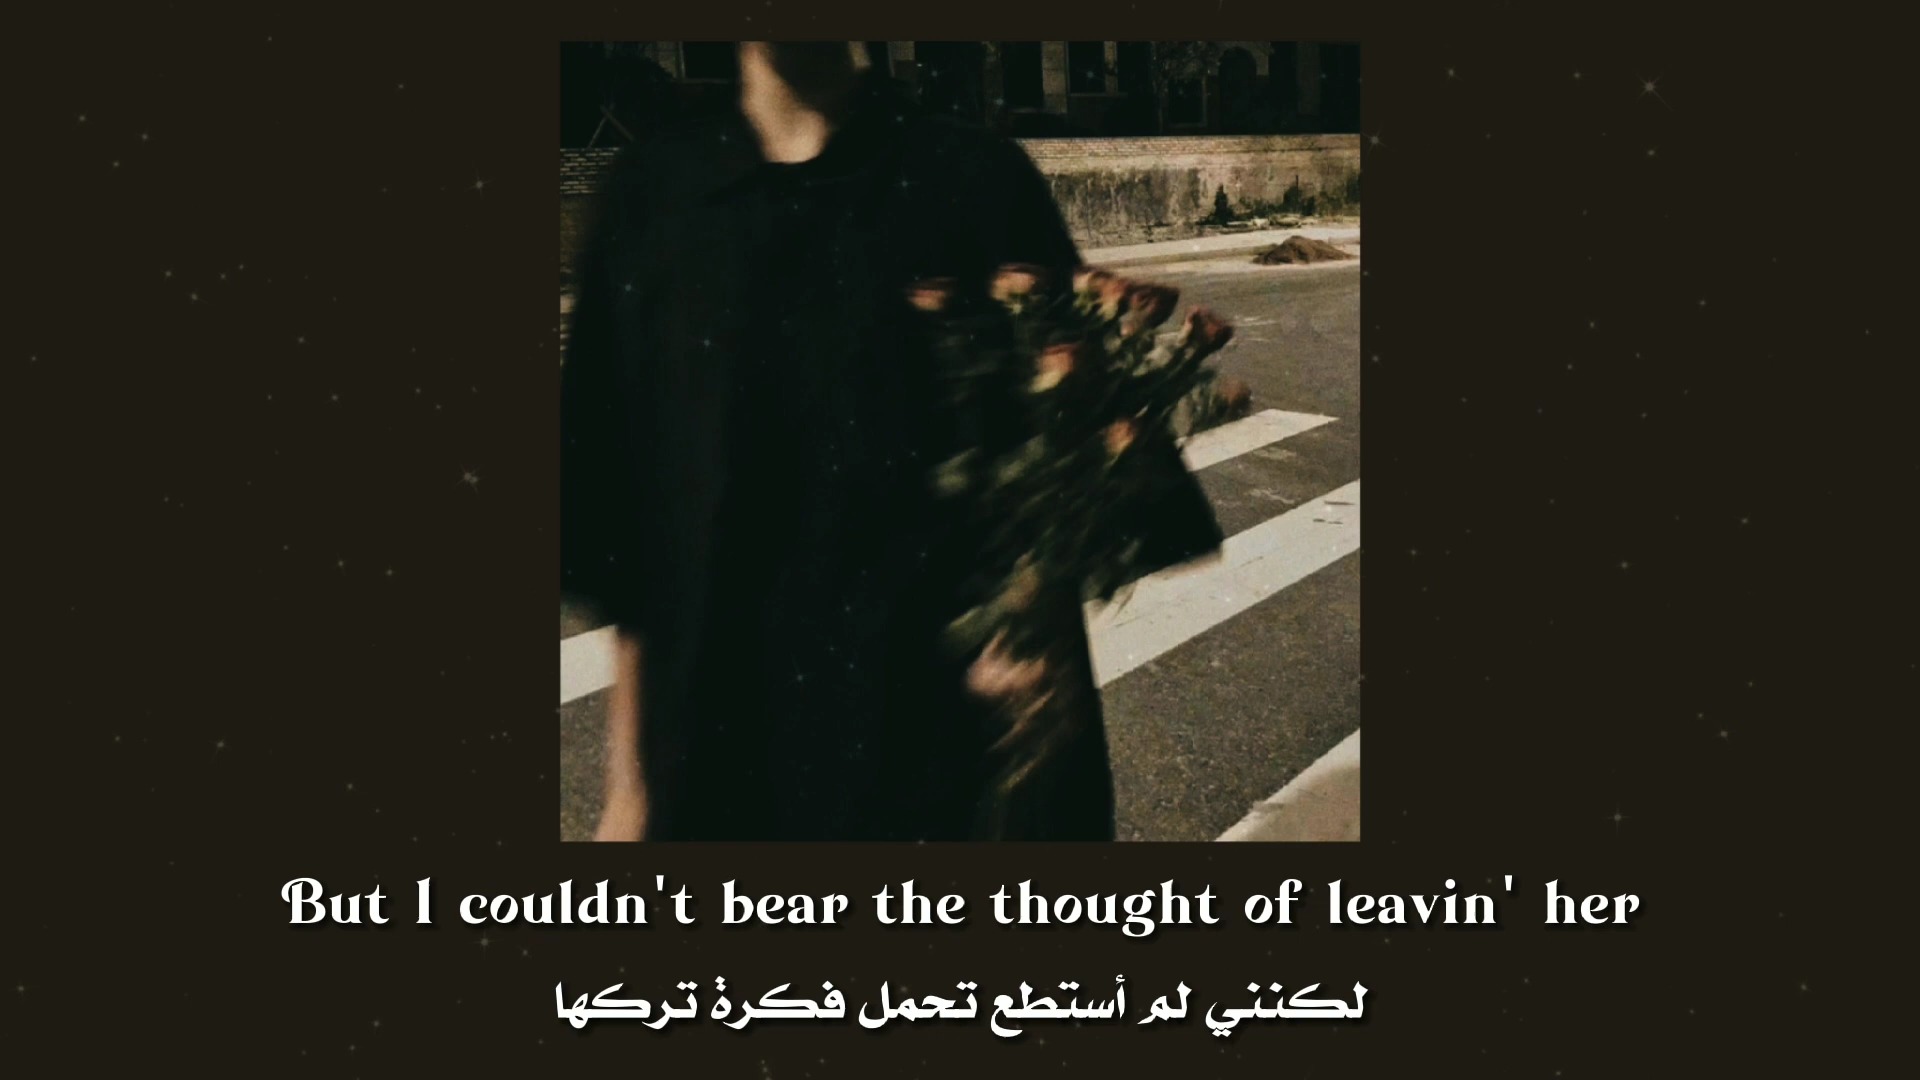 But I couldn't bear the thought of leavin' her
لكنني لم أستطع تحمل فكرة تركها